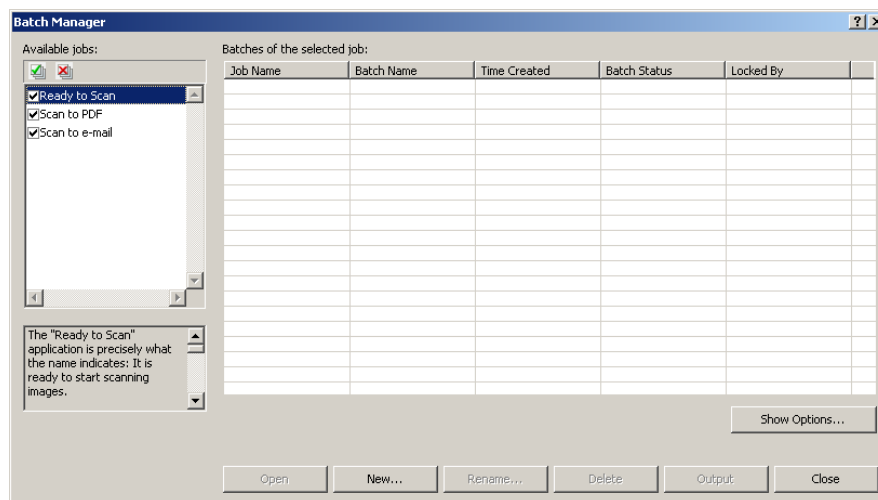 Batch Manager
Available jobs:
Batches of the selected job:
Job Name Batch Name Time Created Batch Status Locked By
Ready to Scan
Scan to PDF
Scan to e-mail
The "Ready to Scan"
application is precisely what
the name indicates: It is
ready to start scanning
images.
Show Options...
Open New... Rename... Delete Output Close